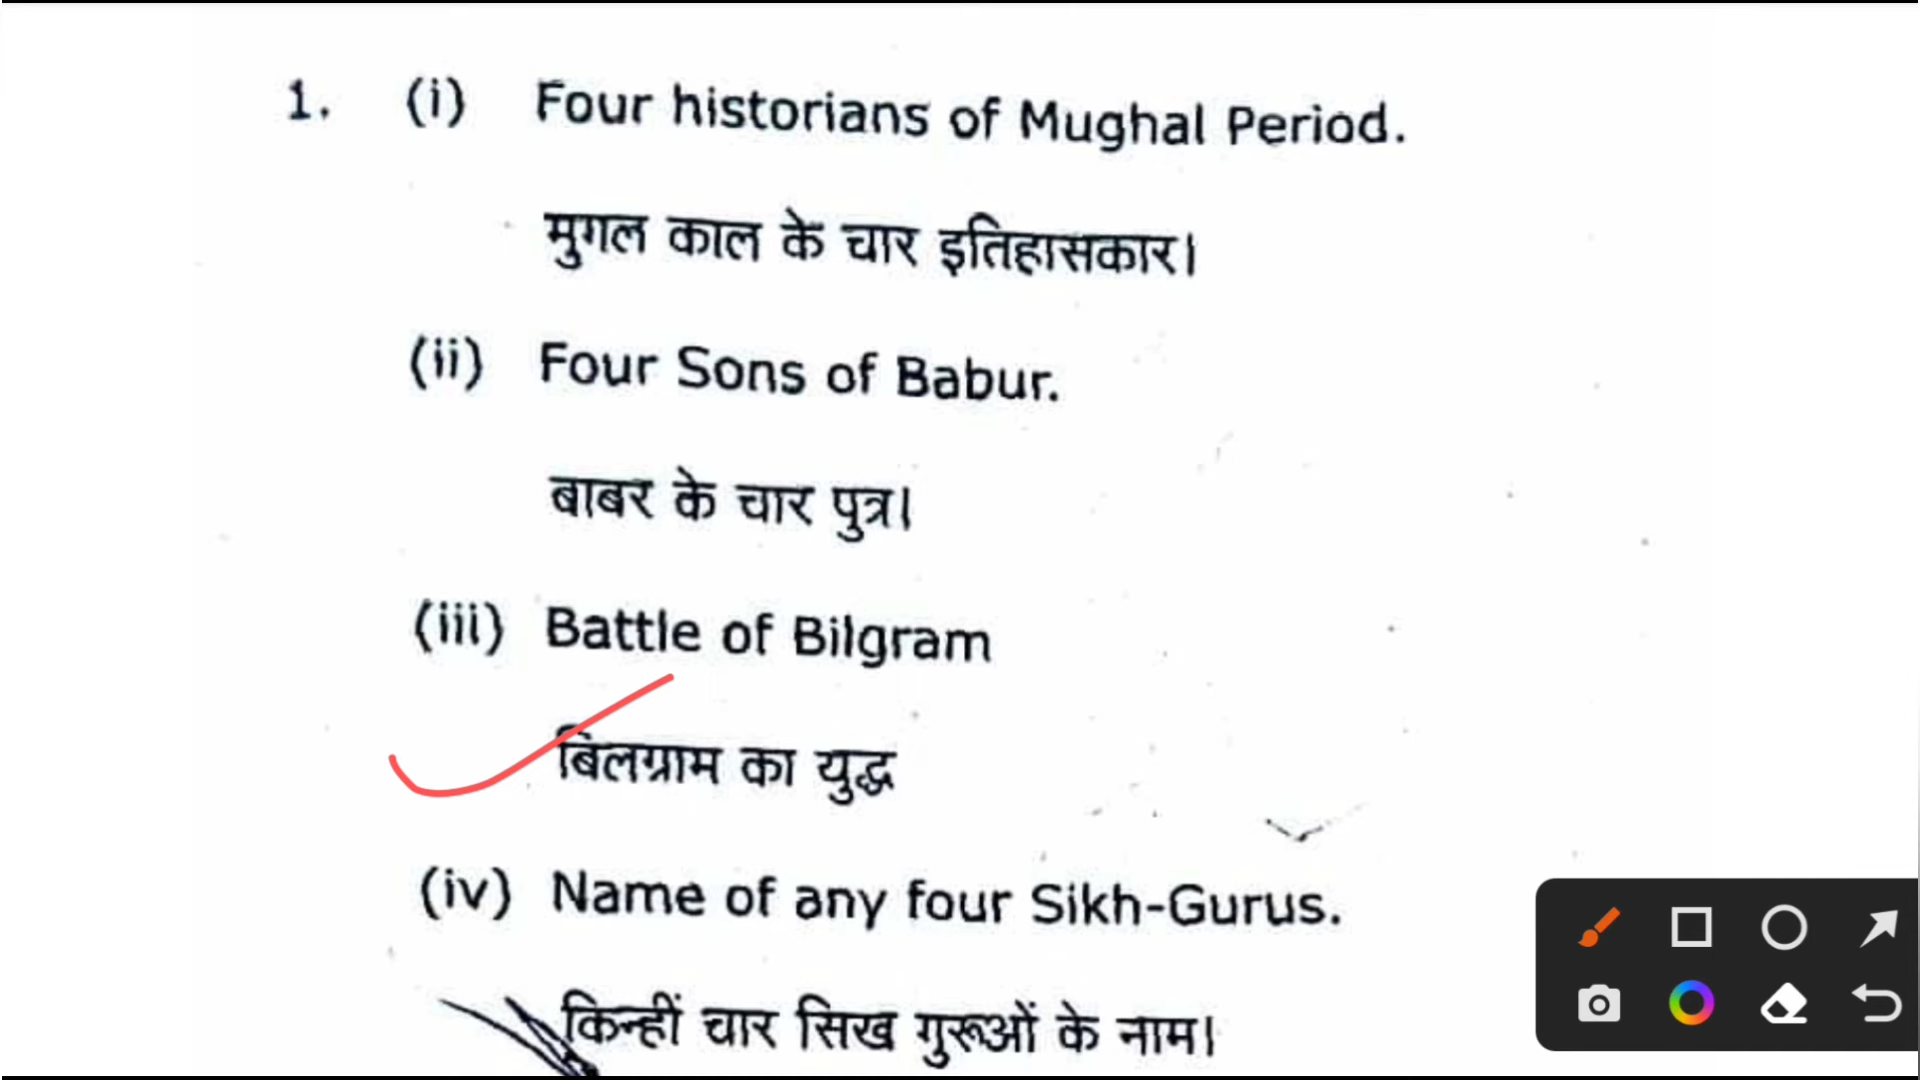 1. (i) Four historians of Mughal Period.
मुगल काल के चार इतिहासकार।
(ii) Four Sons of Babur.
बाबर के चार पुत्र।
(iii) Battle of Bilgram
बिलग्राम का युद्ध
(iv) Name of any four Sikh-Gurus.
किन्हीं चार सिख गुरूओं के नाम।